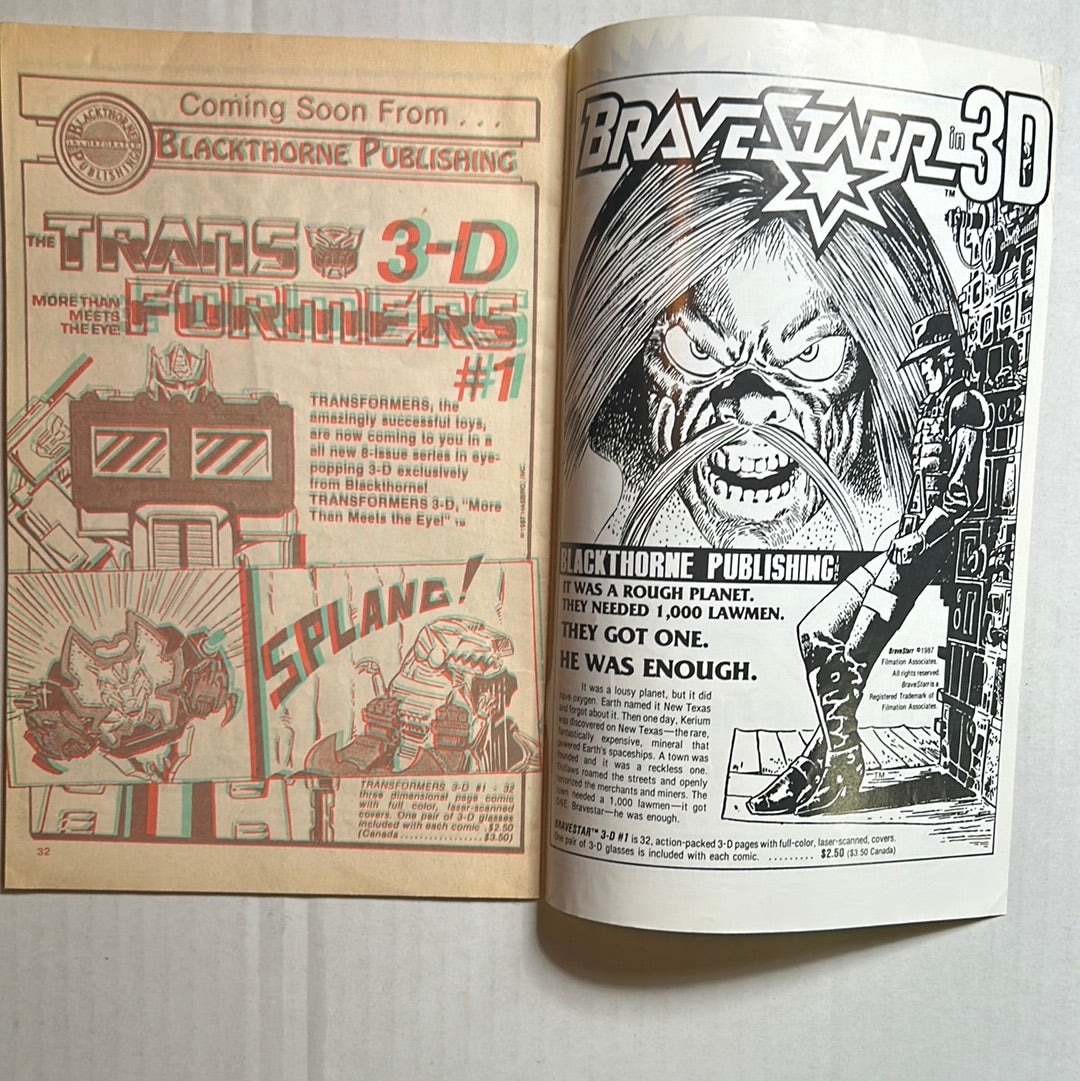 Coming Soon From . . .
BLACKTHORNE PUBLISHING
BLACKTHORNE
PUBLISHING
THE TRANS 3-D
MORE THAN
MEETS
THE EYE!
FORMERS
#1
TRANSFORMERS, the
amazingly successful toys,
are now coming to you in a
all new 8-issue series in eye-
popping 3-D exclusively
from Blackthorne!
TRANSFORMERS 3-D, "More
Than Meets the Eye!" TM
©1987 HASBRO, INC.
SPLANG!
TRANSFORMERS 3-D #1 - 32
three dimensional page comic
with full color, laser-scanned
covers. One pair of 3-D glasses
included with each comic .$2.50
(Canada..................$3.50)
32
BRAVESTARR in 3D
TM
BLACKTHORNE PUBLISHING
IT WAS A ROUGH PLANET.
THEY NEEDED 1,000 LAWMEN.
THEY GOT ONE.
HE WAS ENOUGH.
It was a lousy planet, but it did
have oxygen. Earth named it New Texas
and forgot about it. Then one day, Kerium
was discovered on New Texas—the rare,
fantastically expensive, mineral that
powered Earth's spaceships. A town was
founded and it was a reckless one.
Outlaws roamed the streets and openly
terrorized the merchants and miners. The
town needed a 1,000 lawmen—it got
ONE. Bravestar—he was enough.
BraveStarr ©1987
Filmation Associates.
All rights reserved.
BraveStarr is a
Registered Trademark of
Filmation Associates.
TM
BRAVESTAR™ 3-D #1 is 32, action-packed 3-D pages with full-color, laser-scanned, covers.
One pair of 3-D glasses is included with each comic. ......... $2.50 ($3.50 Canada)